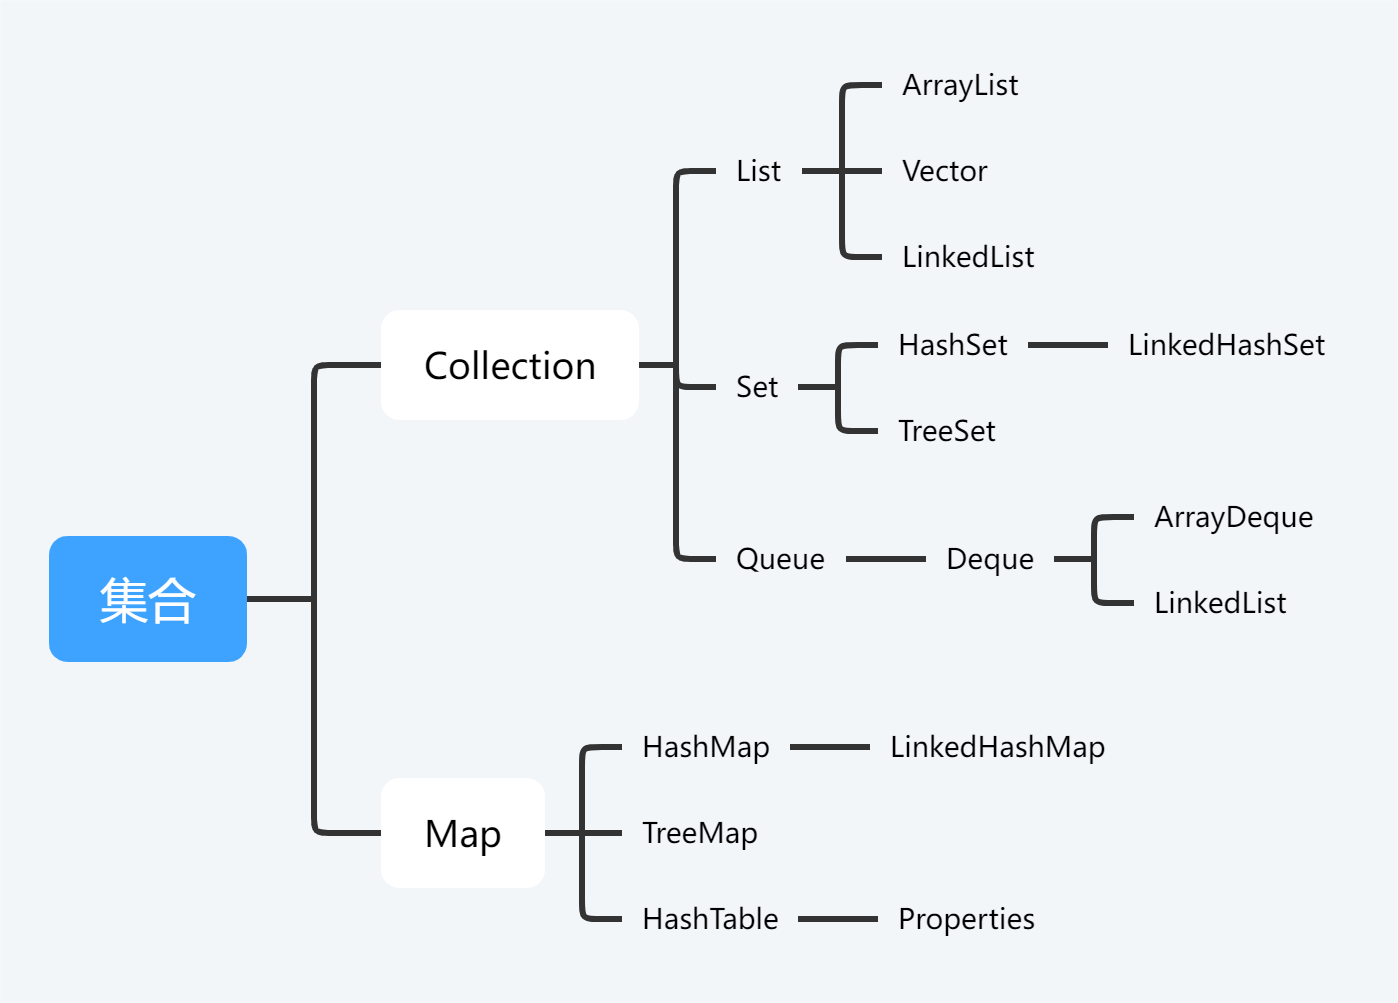 集合
Collection
List
ArrayList
Vector
LinkedList
Set
HashSet
LinkedHashSet
TreeSet
Queue
Deque
ArrayDeque
LinkedList
Map
HashMap
LinkedHashMap
TreeMap
HashTable
Properties